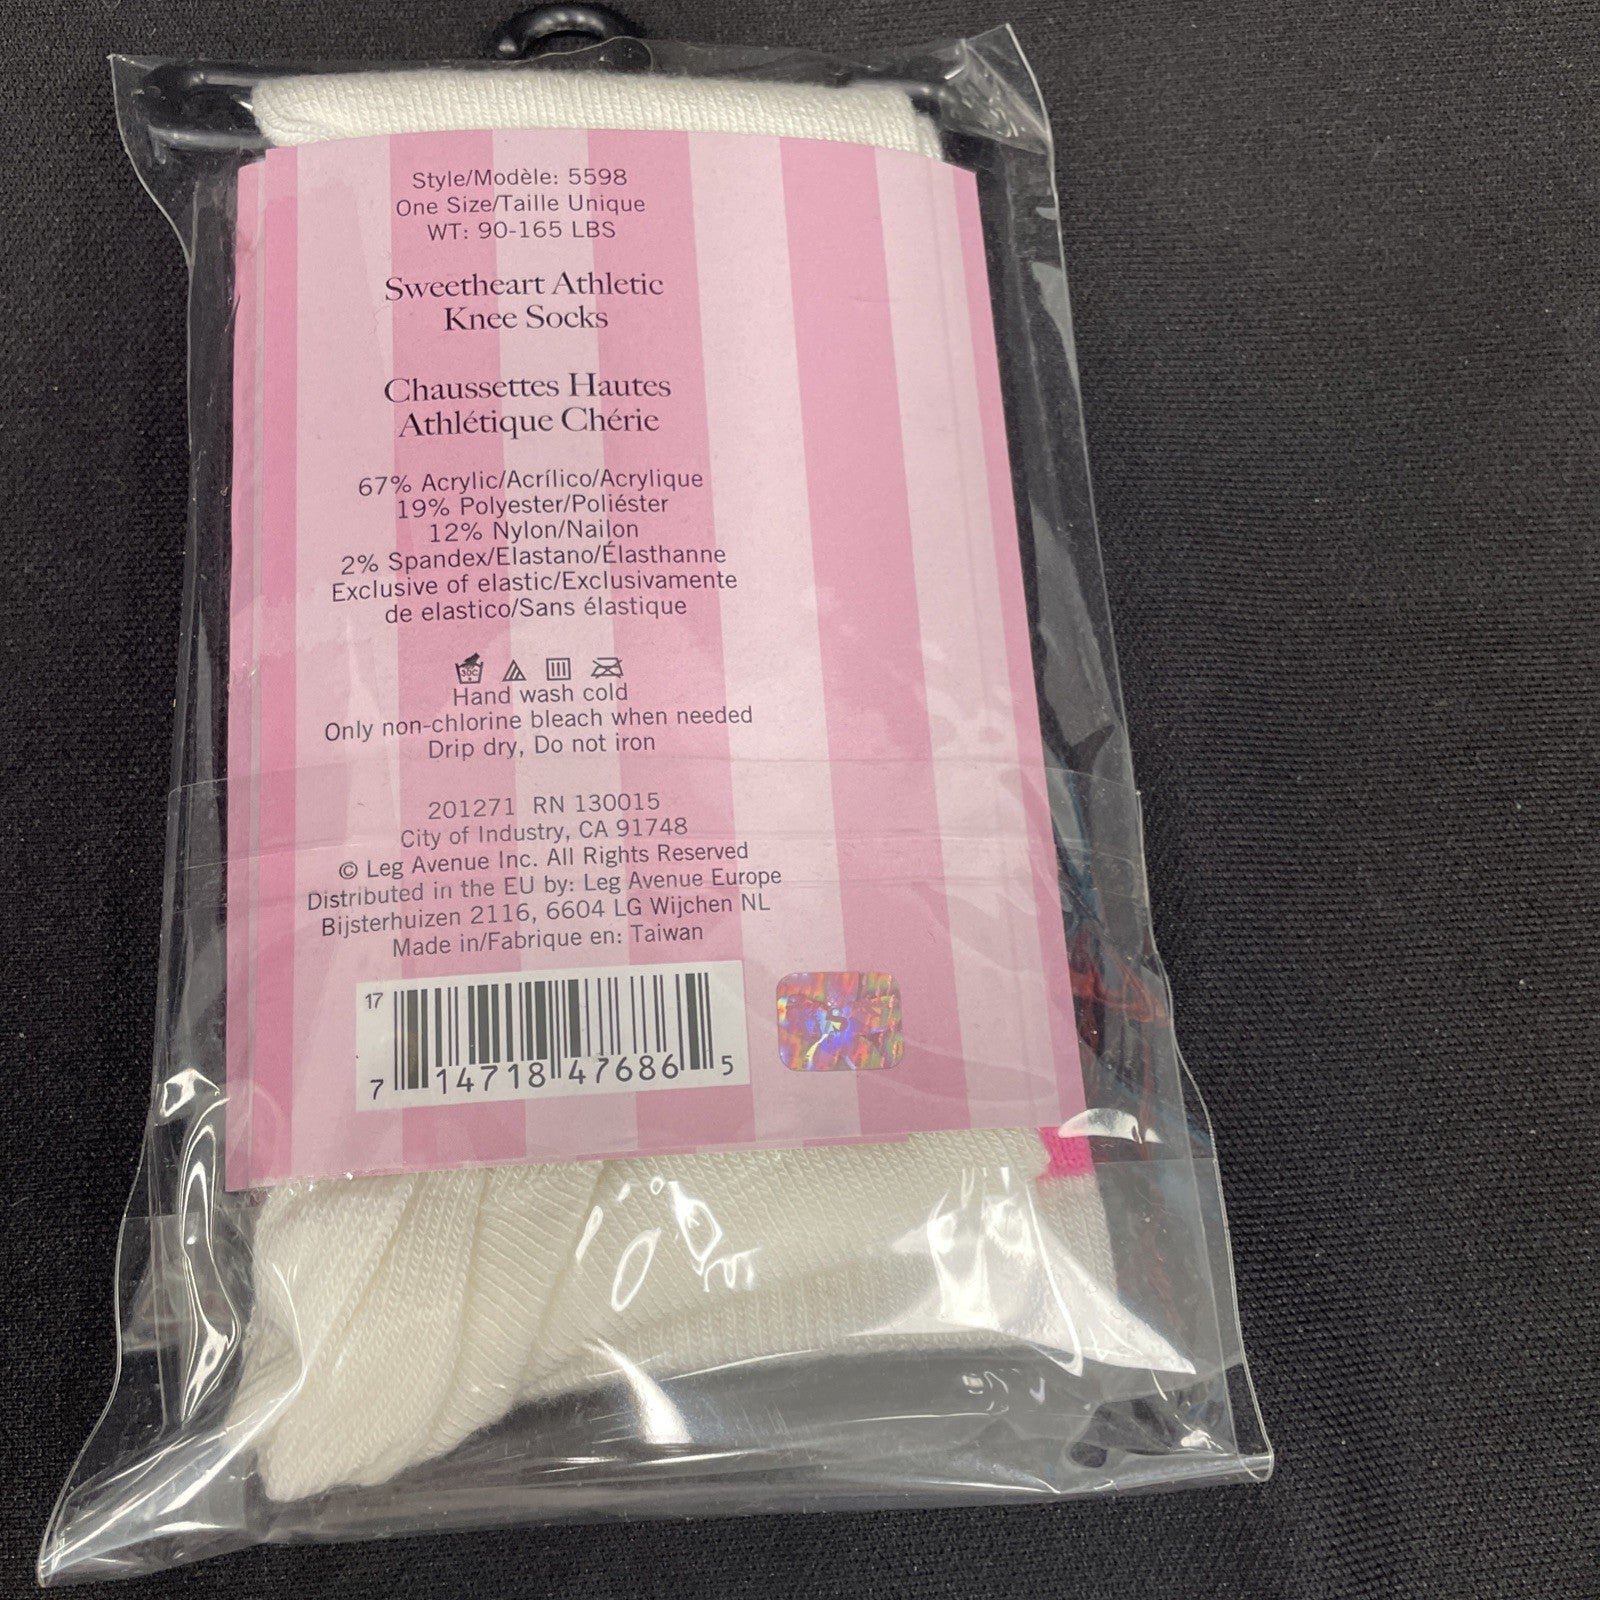 Style/Modèle: 5598
One Size/Taille Unique
WT: 90-165 LBS
Sweetheart Athletic
Knee Socks
Chaussettes Hautes
Athlétique Chérie
67% Acrylic/Acrílico/Acrylique
19% Polyester/Poliéster
12% Nylon/Nailon
2% Spandex/Elastano/Élasthanne
Exclusive of elastic/Exclusivamente
de elastico/Sans élastique
30C
Hand wash cold
Only non-chlorine bleach when needed
Drip dry, Do not iron
201271 RN 130015
City of Industry, CA 91748
© Leg Avenue Inc. All Rights Reserved
Distributed in the EU by: Leg Avenue Europe
Bijsterhuizen 2116, 6604 LG Wijchen NL
Made in/Fabrique en: Taiwan
17
7 14718 47686 5